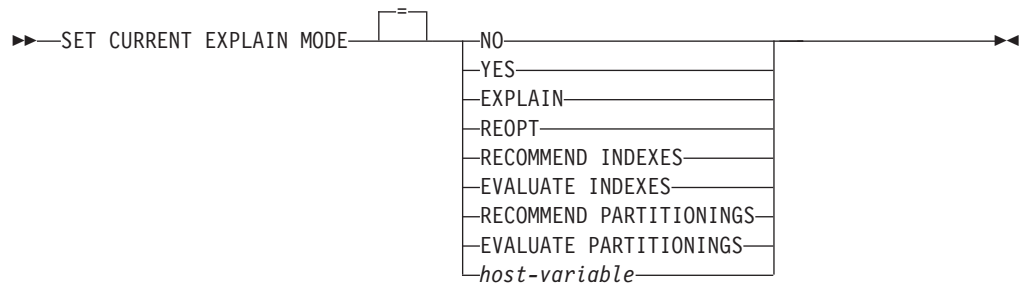 =
SET CURRENT EXPLAIN MODE NO
YES
EXPLAIN
REOPT
RECOMMEND INDEXES
EVALUATE INDEXES
RECOMMEND PARTITIONINGS
EVALUATE PARTITIONINGS
host-variable